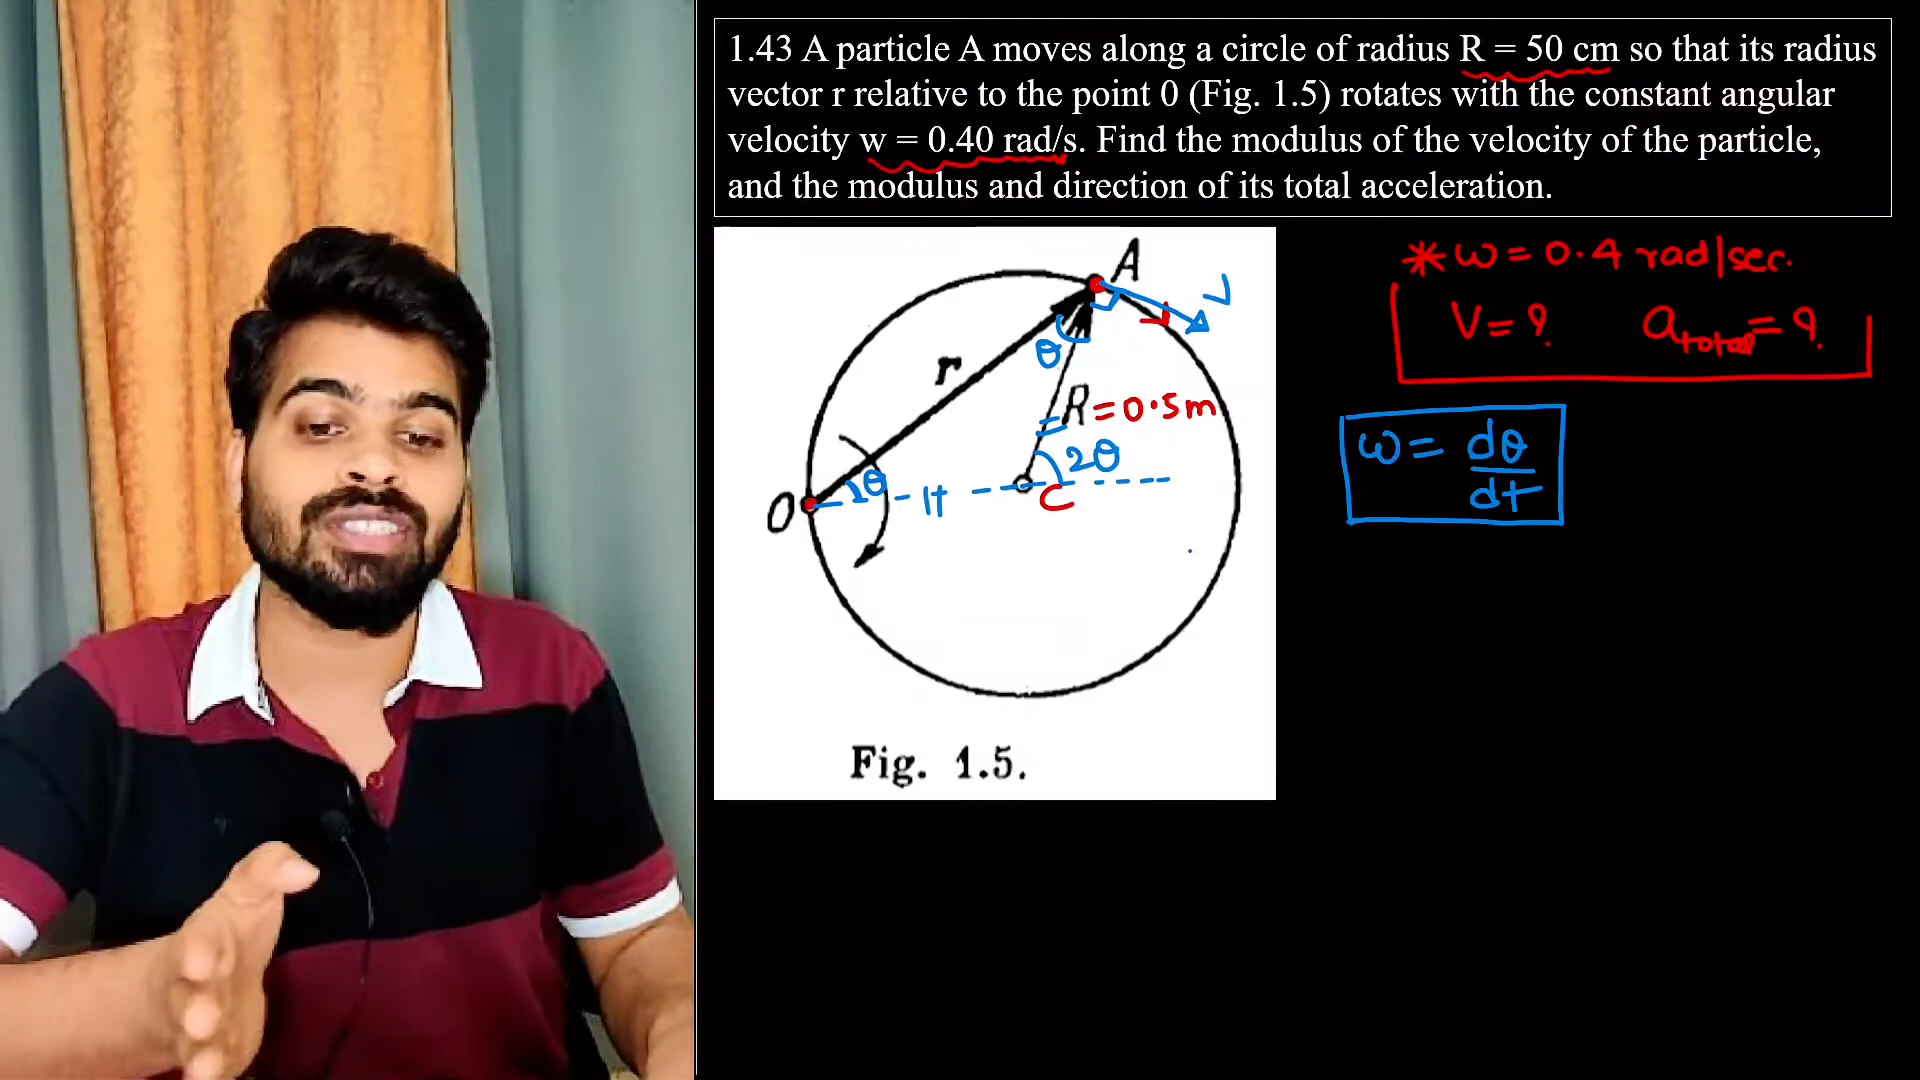 1.43 A particle A moves along a circle of radius R = 50 cm so that its radius
vector r relative to the point 0 (Fig. 1.5) rotates with the constant angular
velocity w = 0.40 rad/s. Find the modulus of the velocity of the particle,
and the modulus and direction of its total acceleration.
* ω = 0.4 rad/sec.
V = ? a total = ?
ω = dθ/dt
A
V
θ
r
R = 0.5m
2θ
θ
C
O
Fig. 1.5.